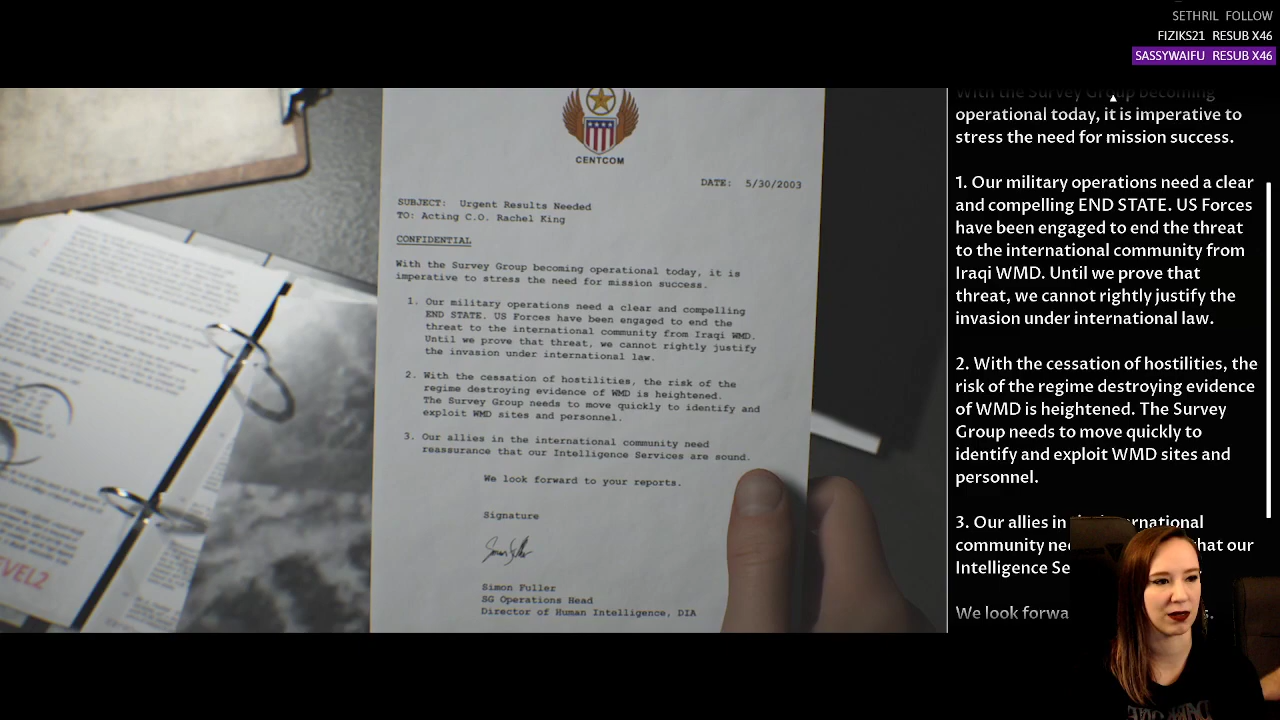 SETHRIL FOLLOW
FIZIKS21 RESUB X46
SASSYWAIFU RESUB X46
CENTCOM
DATE: 5/30/2003
SUBJECT: Urgent Results Needed
TO: Acting C.O. Rachel King
CONFIDENTIAL
With the Survey Group becoming operational today, it is
imperative to stress the need for mission success.
1. Our military operations need a clear and compelling
END STATE. US Forces have been engaged to end the
threat to the international community from Iraqi WMD.
Until we prove that threat, we cannot rightly justify
the invasion under international law.
2. With the cessation of hostilities, the risk of the
regime destroying evidence of WMD is heightened.
The Survey Group needs to move quickly to identify and
exploit WMD sites and personnel.
3. Our allies in the international community need
reassurance that our Intelligence Services are sound.
We look forward to your reports.
Signature
Simon Fuller
SG Operations Head
Director of Human Intelligence, DIA
With the Survey Group becoming
operational today, it is imperative to
stress the need for mission success.
1. Our military operations need a clear
and compelling END STATE. US Forces
have been engaged to end the threat
to the international community from
Iraqi WMD. Until we prove that
threat, we cannot rightly justify the
invasion under international law.
2. With the cessation of hostilities, the
risk of the regime destroying evidence
of WMD is heightened. The Survey
Group needs to move quickly to
identify and exploit WMD sites and
personnel.
3. Our allies in
community
that our
Intelligence
We look